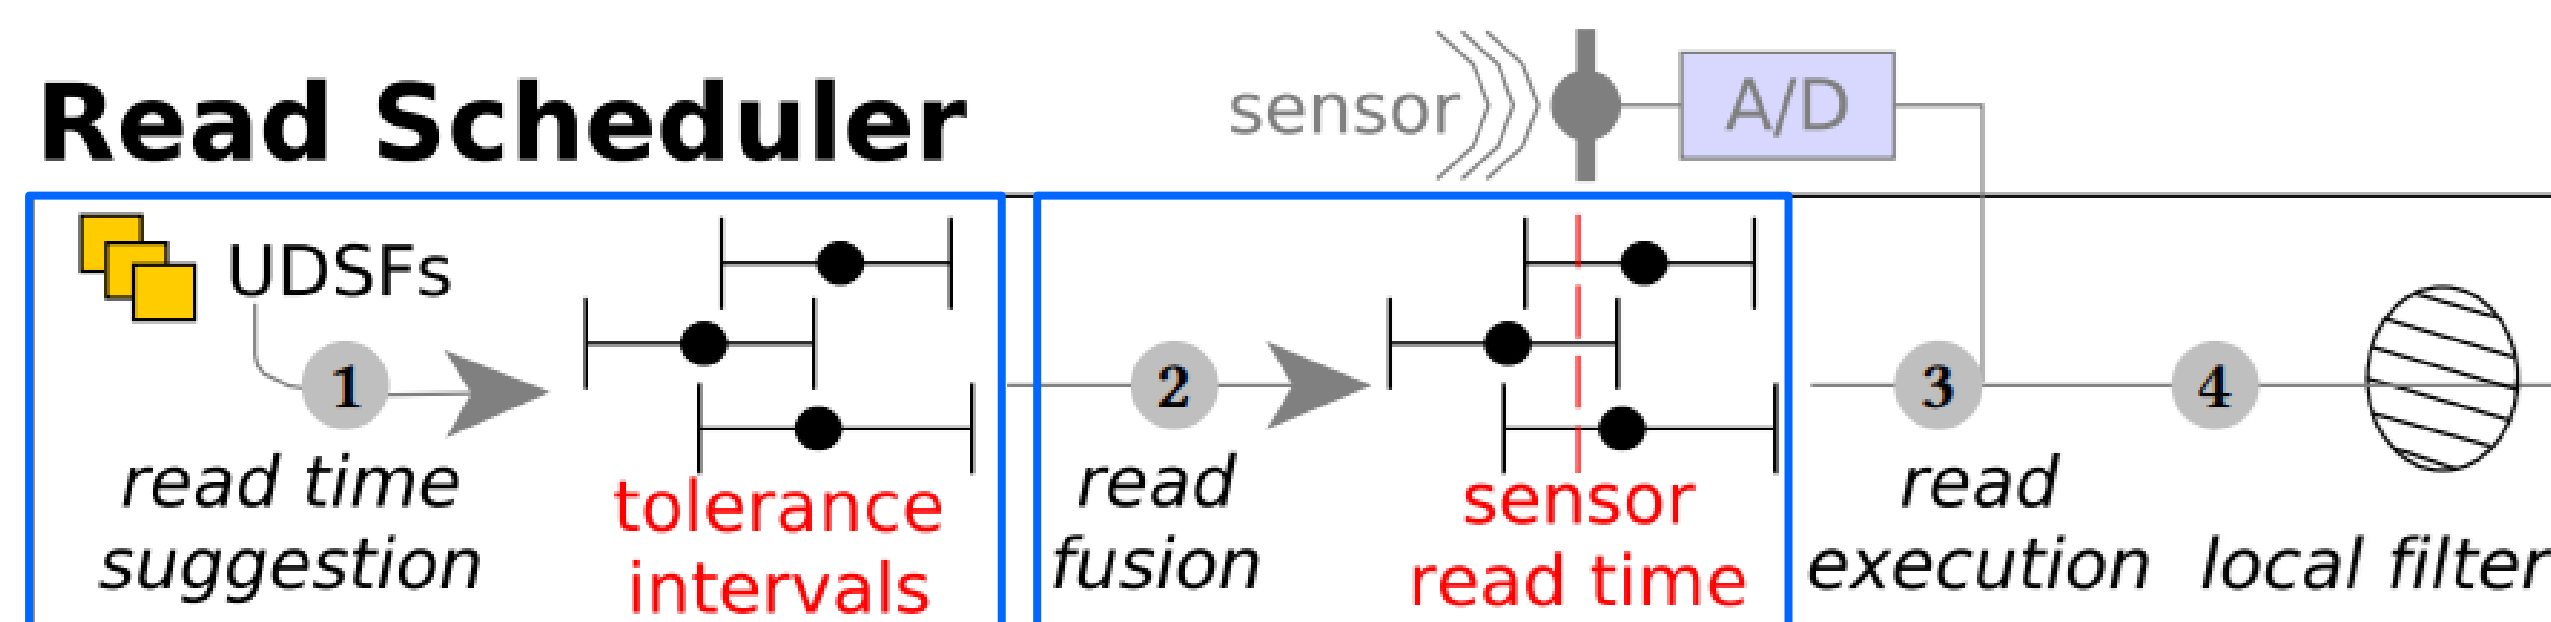 Read Scheduler
sensor
A/D
UDSFs
1
read time
suggestion
tolerance
intervals
2
read
fusion
sensor
read time
3
read
execution
4
local filter